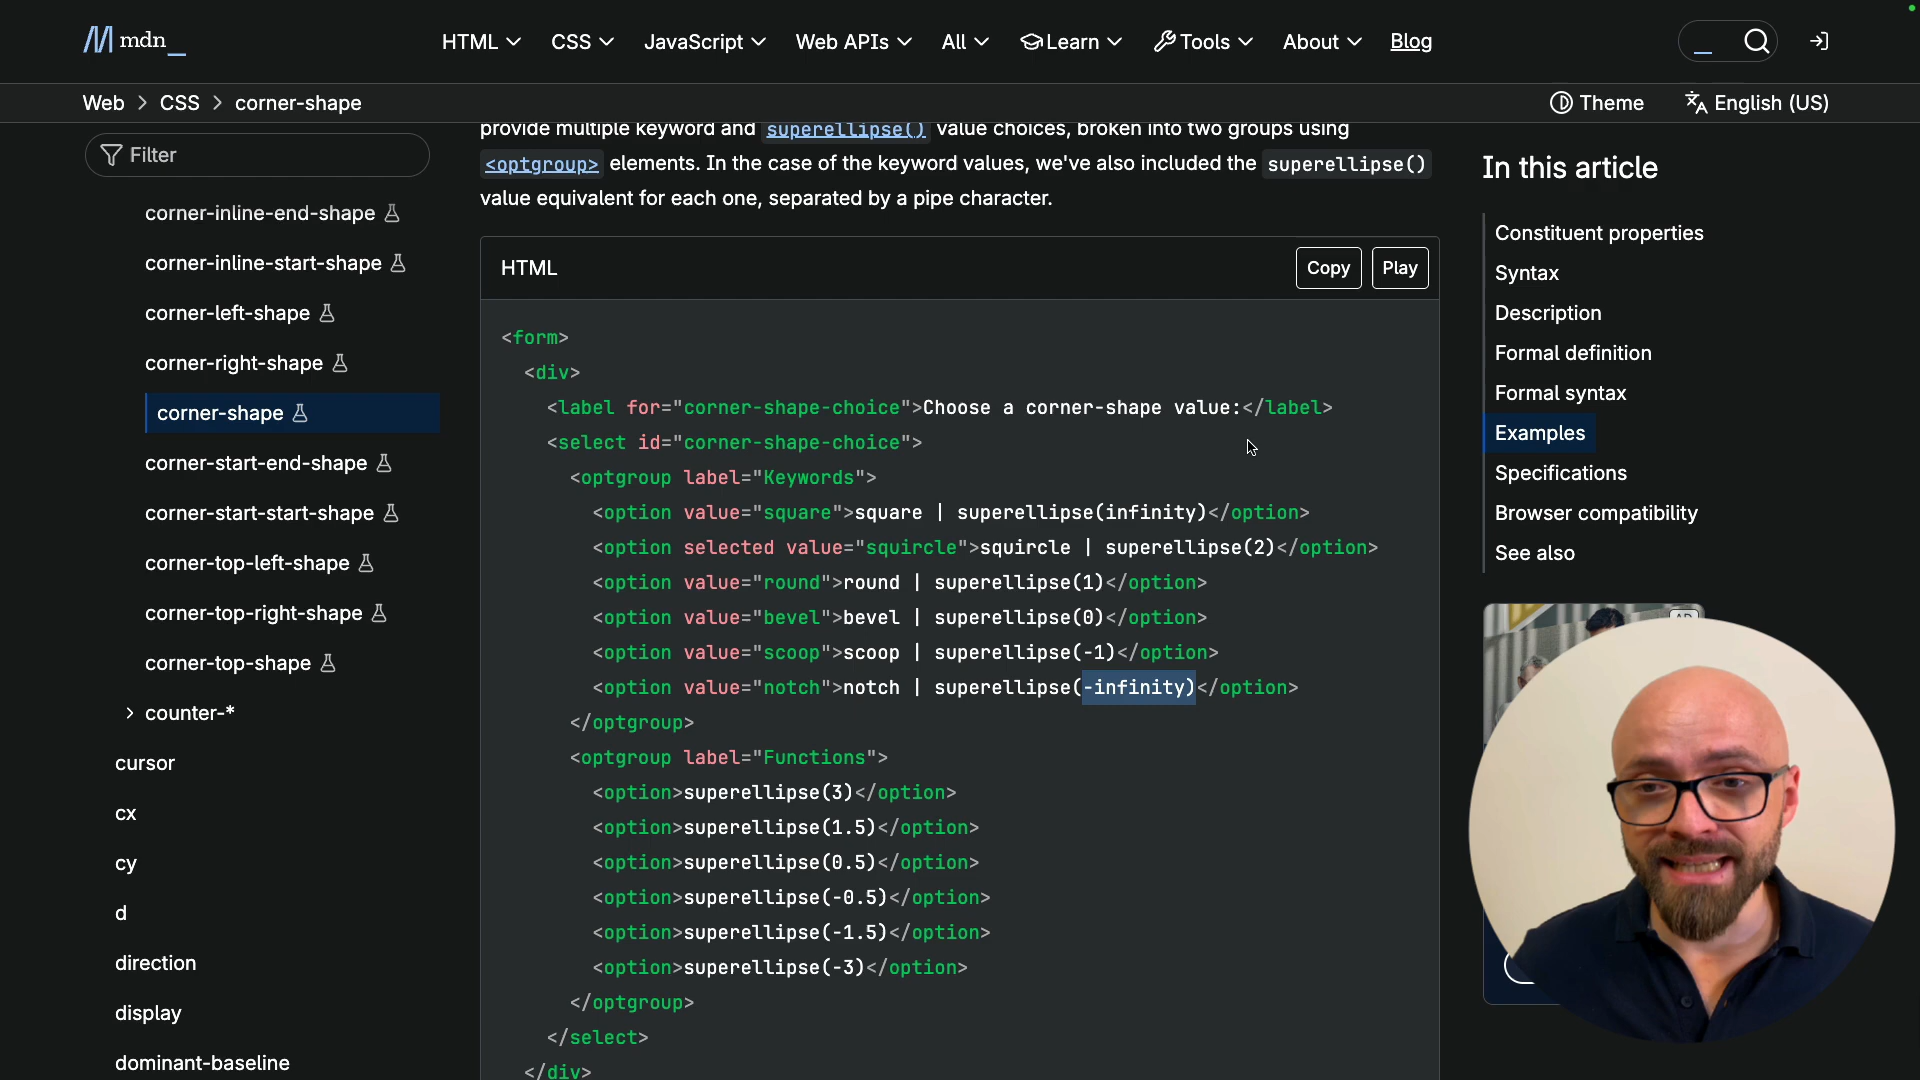 mdn_
HTML CSS JavaScript Web APIs All Learn Tools About Blog
Web > CSS > corner-shape
Theme English (US)
Filter
corner-inline-end-shape
corner-inline-start-shape
corner-left-shape
corner-right-shape
corner-shape
corner-start-end-shape
corner-start-start-shape
corner-top-left-shape
corner-top-right-shape
corner-top-shape
> counter-*
cursor
cx
cy
d
direction
display
dominant-baseline
provide multiple keyword and superellipse() value choices, broken into two groups using
<optgroup> elements. In the case of the keyword values, we've also included the superellipse()
value equivalent for each one, separated by a pipe character.
HTML Copy Play
<form>
<div>
<label for="corner-shape-choice">Choose a corner-shape value:</label>
<select id="corner-shape-choice">
<optgroup label="Keywords">
<option value="square">square | superellipse(infinity)</option>
<option selected value="squircle">squircle | superellipse(2)</option>
<option value="round">round | superellipse(1)</option>
<option value="bevel">bevel | superellipse(0)</option>
<option value="scoop">scoop | superellipse(-1)</option>
<option value="notch">notch | superellipse(-infinity)</option>
</optgroup>
<optgroup label="Functions">
<option>superellipse(3)</option>
<option>superellipse(1.5)</option>
<option>superellipse(0.5)</option>
<option>superellipse(-0.5)</option>
<option>superellipse(-1.5)</option>
<option>superellipse(-3)</option>
</optgroup>
</select>
</div>
In this article
Constituent properties
Syntax
Description
Formal definition
Formal syntax
Examples
Specifications
Browser compatibility
See also